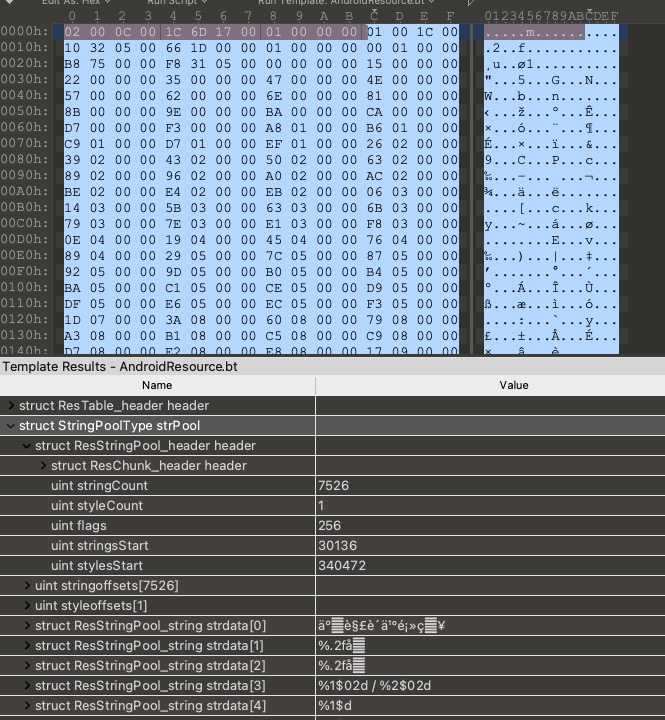 Edit As: Hex Run Script Run Template: AndroidResource.bt
0 1 2 3 4 5 6 7 8 9 A B C D E F 0123456789ABCDEF
0000h: 02 00 0C 00 1C 6D 17 00 01 00 00 00 01 00 1C 00 .....m..........
0010h: 10 32 05 00 66 1D 00 00 01 00 00 00 00 01 00 00 .2..f...........
0020h: B8 75 00 00 F8 31 05 00 00 00 00 00 15 00 00 00 ¸u..ø1..........
0030h: 22 00 00 00 35 00 00 00 47 00 00 00 4E 00 00 00 "...5...G...N...
0040h: 57 00 00 00 62 00 00 00 6E 00 00 00 81 00 00 00 W...b...n.......
0050h: 8B 00 00 00 9E 00 00 00 BA 00 00 00 CA 00 00 00 ‹...ž...º...Ê...
0060h: D7 00 00 00 F3 00 00 00 A8 01 00 00 B6 01 00 00 ×...ó...¨...¶...
0070h: C9 01 00 00 D7 01 00 00 EF 01 00 00 26 02 00 00 É...×...ï...&...
0080h: 39 02 00 00 43 02 00 00 50 02 00 00 63 02 00 00 9...C...P...c...
0090h: 89 02 00 00 96 02 00 00 A0 02 00 00 AC 02 00 00 ‰...–... ...¬...
00A0h: BE 02 00 00 E4 02 00 00 EB 02 00 00 06 03 00 00 ¾...ä...ë.......
00B0h: 14 03 00 00 5B 03 00 00 63 03 00 00 6B 03 00 00 ....[...c...k...
00C0h: 79 03 00 00 7E 03 00 00 E1 03 00 00 F8 03 00 00 y...~...á...ø...
00D0h: 0E 04 00 00 19 04 00 00 45 04 00 00 76 04 00 00 ........E...v...
00E0h: 89 04 00 00 29 05 00 00 7C 05 00 00 87 05 00 00 ‰...)...|...‡...
00F0h: 92 05 00 00 9D 05 00 00 B0 05 00 00 B4 05 00 00 ’.......°...´...
0100h: BA 05 00 00 C1 05 00 00 CE 05 00 00 D9 05 00 00 º...Á...Î...Ù...
0110h: DF 05 00 00 E6 05 00 00 EC 05 00 00 F3 05 00 00 ß...æ...ì...ó...
0120h: 1D 07 00 00 3A 08 00 00 60 08 00 00 79 08 00 00 ....:...`...y...
0130h: A3 08 00 00 B1 08 00 00 C5 08 00 00 C9 08 00 00 £...±...Å...É...
0140h: D7 08 00 00 E2 08 00 00 E8 08 00 00 17 09 00 00 ×...â...è.......
Template Results - AndroidResource.bt
Name Value
struct ResTable_header header
struct StringPoolType strPool
struct ResStringPool_header header
struct ResChunk_header header
uint stringCount 7526
uint styleCount 1
uint flags 256
uint stringsStart 30136
uint stylesStart 340472
uint stringoffsets[7526]
uint styleoffsets[1]
struct ResStringPool_string strdata[0]
struct ResStringPool_string strdata[1] %.2få
struct ResStringPool_string strdata[2] %.2få
struct ResStringPool_string strdata[3] %1$02d / %2$02d
struct ResStringPool_string strdata[4] %1$d